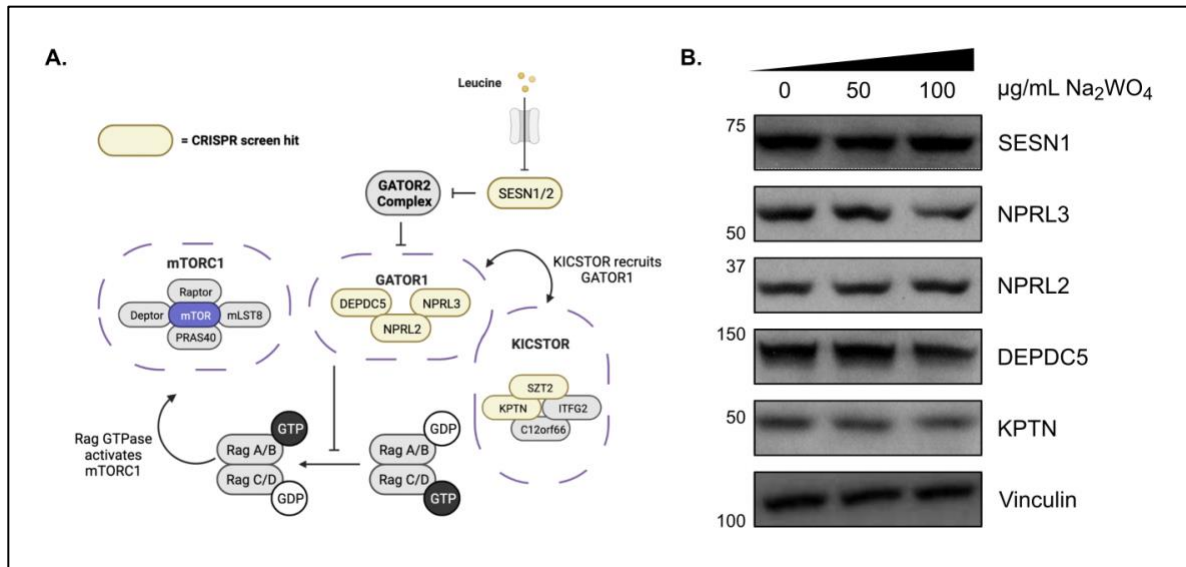 A.
Leucine
= CRISPR screen hit
GATOR2
Complex
SESN1/2
KICSTOR recruits
GATOR1
mTORC1
Raptor
Deptor
mTOR
mLST8
PRAS40
GATOR1
DEPDC5
NPRL3
NPRL2
KICSTOR
SZT2
KPTN
ITFG2
C12orf66
Rag GTPase
activates
mTORC1
GTP
Rag A/B
Rag C/D
GDP
GDP
Rag A/B
Rag C/D
GTP
B.
0 50 100 µg/mL Na₂WO₄
75
SESN1
NPRL3
50
37
NPRL2
150
DEPDC5
50
KPTN
Vinculin
100